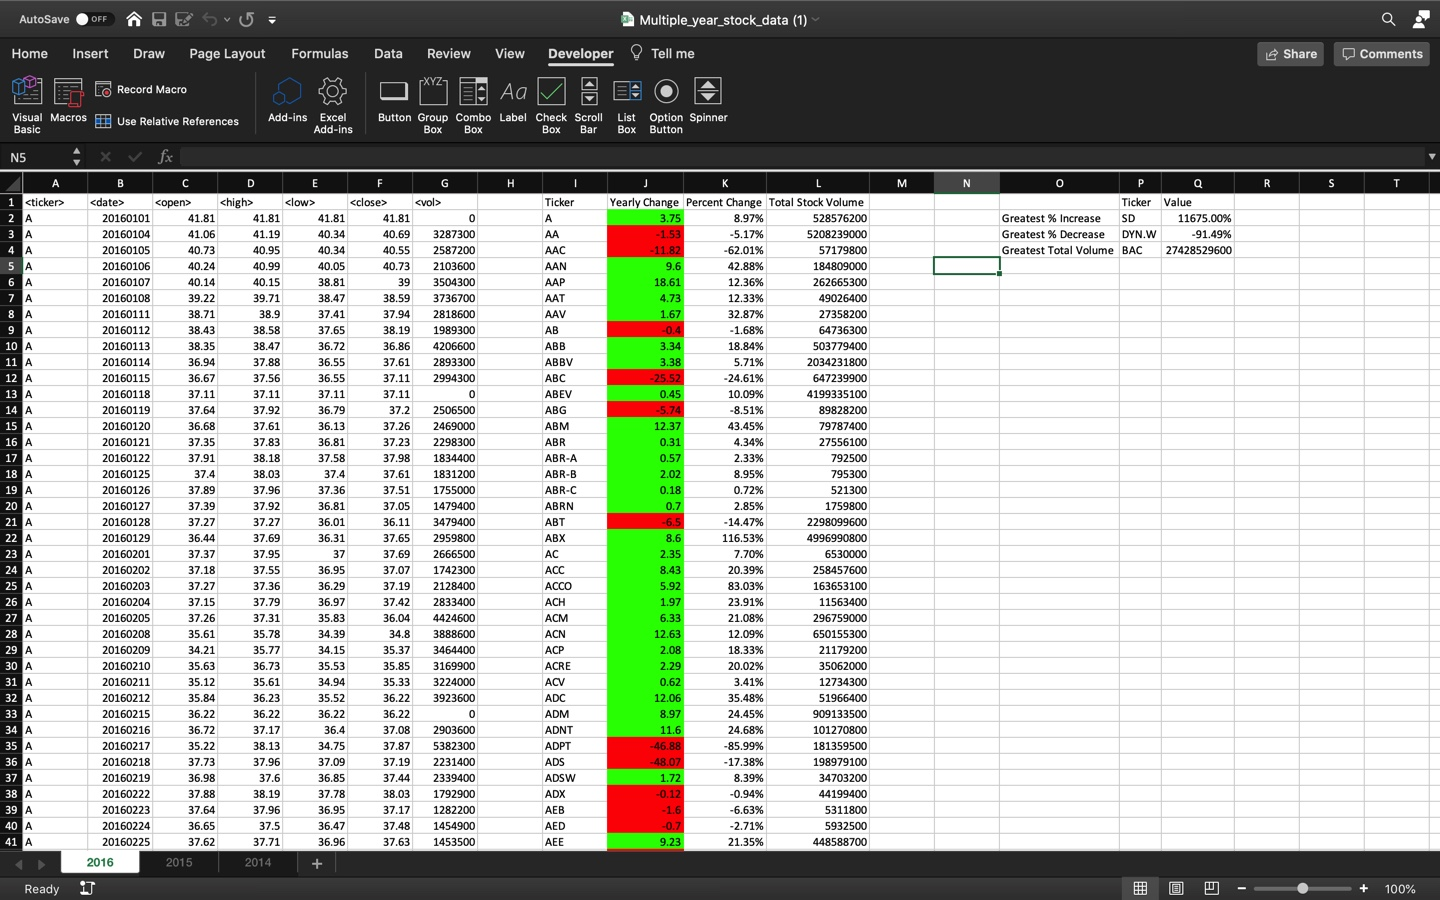 AutoSave OFF
Multiple_year_stock_data (1)
Home Insert Draw Page Layout Formulas Data Review View Developer Tell me Share Comments
Visual Basic Macros Record Macro Use Relative References Add-ins Excel Add-ins Button Group Box Combo Box Label Check Box Scroll Bar List Box Option Button Spinner
N5 fx
A B C D E F G H I J K L M N O P Q R S T
1 <ticker> <date> <open> <high> <low> <close> <vol> Ticker Yearly Change Percent Change Total Stock Volume Ticker Value
2 A 20160101 41.81 41.81 41.81 41.81 0 A 3.75 8.97% 528576200 Greatest % Increase SD 11675.00%
3 A 20160104 41.06 41.19 40.34 40.69 3287300 AA -1.53 -5.17% 5208239000 Greatest % Decrease DYN.W -91.49%
4 A 20160105 40.73 40.95 40.34 40.55 2587200 AAC -11.82 -62.01% 57179800 Greatest Total Volume BAC 27428529600
5 A 20160106 40.24 40.99 40.05 40.73 2103600 AAN 9.6 42.88% 184809000
6 A 20160107 40.14 40.15 38.81 39 3504300 AAP 18.61 12.36% 262665300
7 A 20160108 39.22 39.71 38.47 38.59 3736700 AAT 4.73 12.33% 49026400
8 A 20160111 38.71 38.9 37.41 37.94 2818600 AAV 1.67 32.87% 27358200
9 A 20160112 38.43 38.58 37.65 38.19 1989300 AB -0.4 -1.68% 64736300
10 A 20160113 38.35 38.47 36.72 36.86 4206600 ABB 3.34 18.84% 503779400
11 A 20160114 36.94 37.88 36.55 37.61 2893300 ABBV 3.38 5.71% 2034231800
12 A 20160115 36.67 37.56 36.55 37.11 2994300 ABC -25.52 -24.61% 647239900
13 A 20160118 37.11 37.11 37.11 37.11 0 ABEV 0.45 10.09% 4199335100
14 A 20160119 37.64 37.92 36.79 37.2 2506500 ABG -5.74 -8.51% 89828200
15 A 20160120 36.68 37.61 36.13 37.26 2469000 ABM 12.37 43.45% 79787400
16 A 20160121 37.35 37.83 36.81 37.23 2298300 ABR 0.31 4.34% 27556100
17 A 20160122 37.91 38.18 37.58 37.98 1834400 ABR-A 0.57 2.33% 792500
18 A 20160125 37.4 38.03 37.4 37.61 1831200 ABR-B 2.02 8.95% 795300
19 A 20160126 37.89 37.96 37.36 37.51 1755000 ABR-C 0.18 0.72% 521300
20 A 20160127 37.39 37.92 36.81 37.05 1479400 ABRN 0.7 2.85% 1759800
21 A 20160128 37.27 37.27 36.01 36.11 3479400 ABT -6.5 -14.47% 2298099600
22 A 20160129 36.44 37.69 36.31 37.65 2959800 ABX 8.6 116.53% 4996990800
23 A 20160201 37.37 37.95 37 37.69 2666500 AC 2.35 7.70% 6530000
24 A 20160202 37.18 37.55 36.95 37.07 1742300 ACC 8.43 20.39% 258457600
25 A 20160203 37.27 37.36 36.29 37.19 2128400 ACCO 5.92 83.03% 163653100
26 A 20160204 37.15 37.79 36.97 37.42 2833400 ACH 1.97 23.91% 11563400
27 A 20160205 37.26 37.31 35.83 36.04 4424600 ACM 6.33 21.08% 296759000
28 A 20160208 35.61 35.78 34.39 34.8 3888600 ACN 12.63 12.09% 650155300
29 A 20160209 34.21 35.77 34.15 35.37 3464400 ACP 2.08 18.33% 21179200
30 A 20160210 35.63 36.73 35.53 35.85 3169900 ACRE 2.29 20.02% 35062000
31 A 20160211 35.12 35.61 34.94 35.33 3224000 ACV 0.62 3.41% 12734300
32 A 20160212 35.84 36.23 35.52 36.22 3923600 ADC 12.06 35.48% 51966400
33 A 20160215 36.22 36.22 36.22 36.22 0 ADM 8.97 24.45% 909133500
34 A 20160216 36.72 37.17 36.4 37.08 2903600 ADNT 11.6 24.68% 101270800
35 A 20160217 35.22 38.13 34.75 37.87 5382300 ADPT -46.88 -85.99% 181359500
36 A 20160218 37.73 37.96 37.09 37.19 2231400 ADS -48.07 -17.38% 198979100
37 A 20160219 36.98 37.6 36.85 37.44 2339400 ADSW 1.72 8.39% 34703200
38 A 20160222 37.88 38.19 37.78 38.03 1792900 ADX -0.12 -0.94% 44199400
39 A 20160223 37.64 37.96 36.95 37.17 1282200 AEB -1.6 -6.63% 5311800
40 A 20160224 36.65 37.5 36.47 37.48 1454900 AED -0.7 -2.71% 5932500
41 A 20160225 37.62 37.71 36.96 37.63 1453500 AEE 9.23 21.35% 448588700
2016 2015 2014 +
Ready 100%